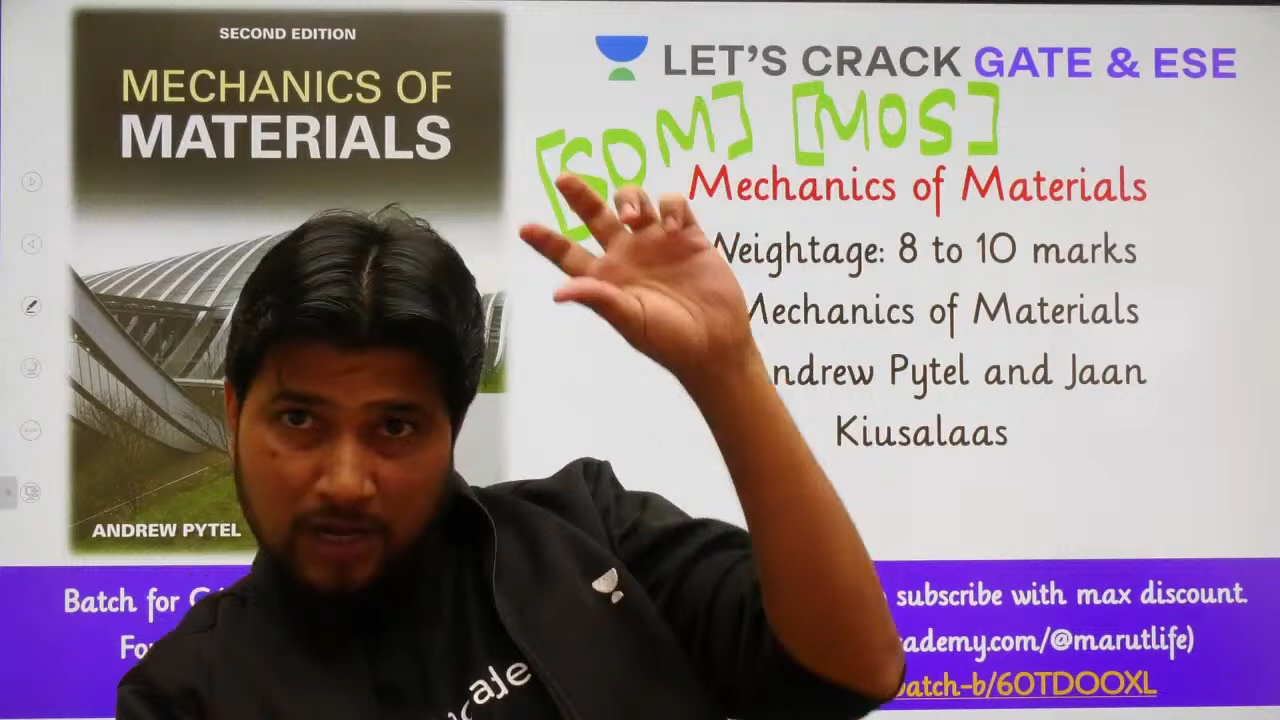 SECOND EDITION
MECHANICS OF
MATERIALS
ANDREW PYTEL
LET'S CRACK GATE & ESE
[SOM] [MOS]
Mechanics of Materials
Weightage: 8 to 10 marks
Mechanics of Materials
Andrew Pytel and Jaan
Kiusalaas
Batch for
subscribe with max discount.
ademy.com/@marutlife)
batch-b/6OTDOOXL